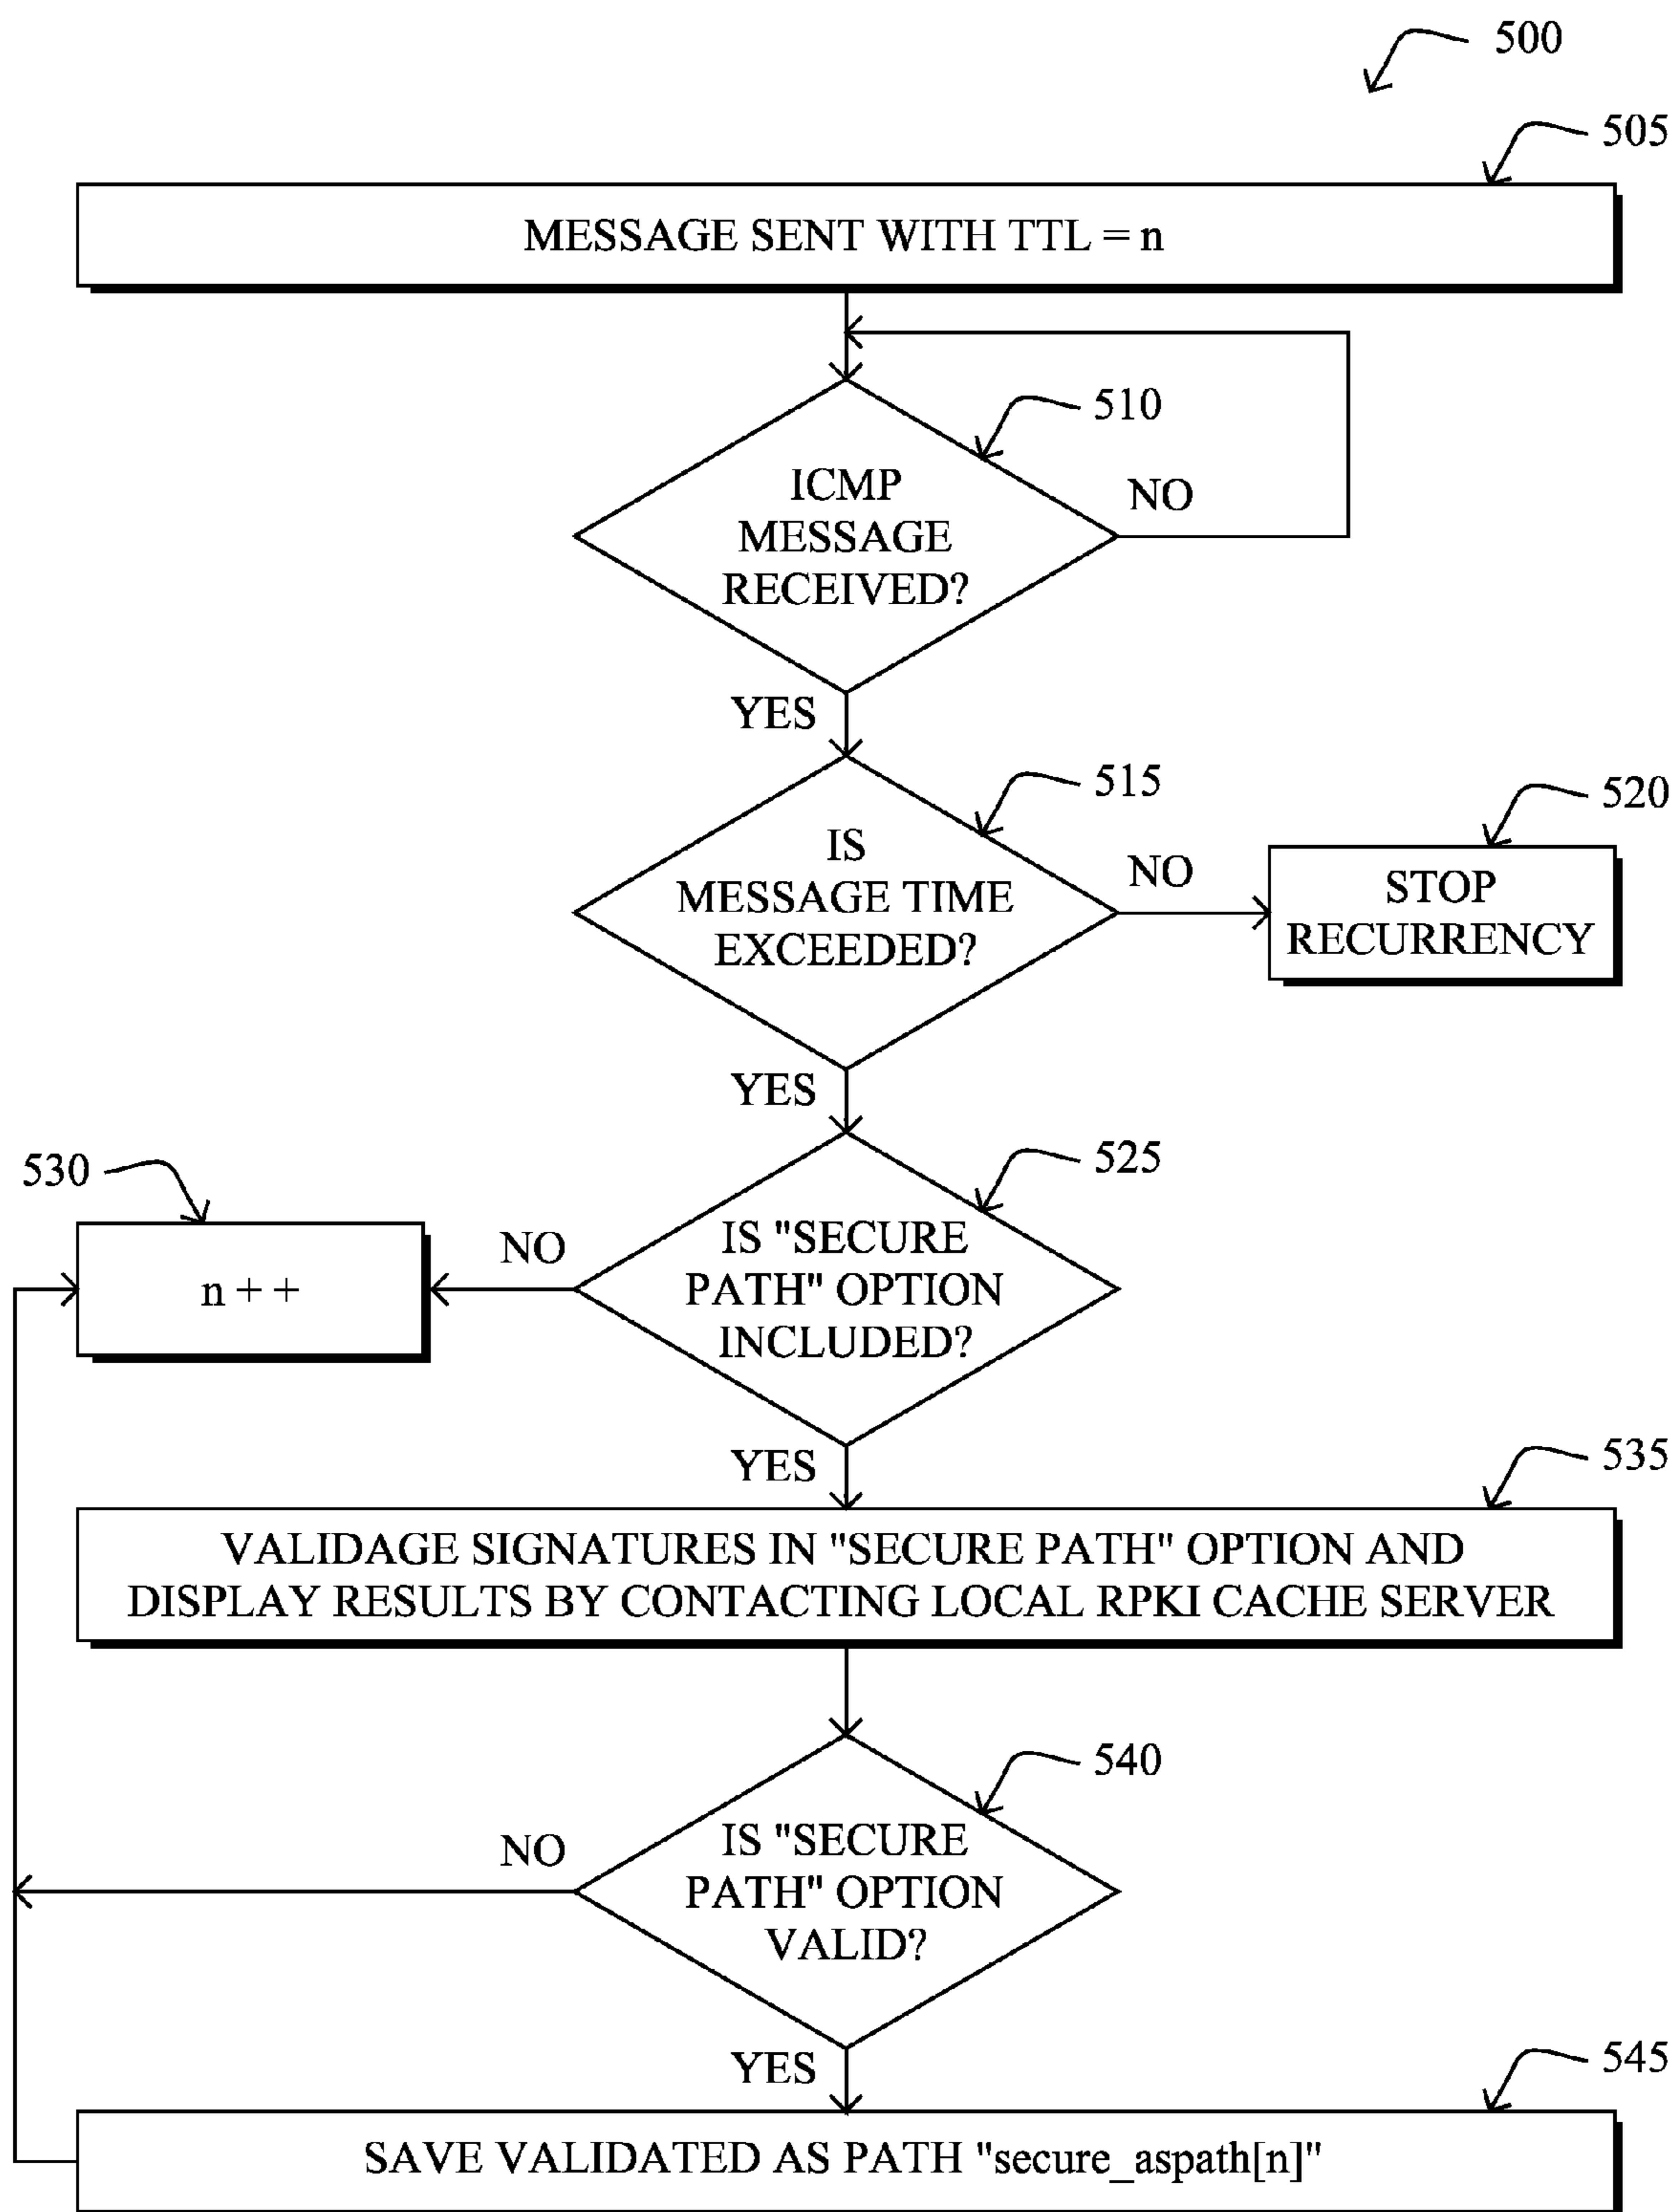 500
505
MESSAGE SENT WITH TTL = n
510
ICMP
MESSAGE
RECEIVED?
NO
YES
515
IS
MESSAGE TIME
EXCEEDED?
NO
520
STOP
RECURRENCY
YES
525
IS "SECURE
PATH" OPTION
INCLUDED?
NO
530
n + +
YES
535
VALIDAGE SIGNATURES IN "SECURE PATH" OPTION AND
DISPLAY RESULTS BY CONTACTING LOCAL RPKI CACHE SERVER
540
IS "SECURE
PATH" OPTION
VALID?
NO
YES
545
SAVE VALIDATED AS PATH "secure_aspath[n]"